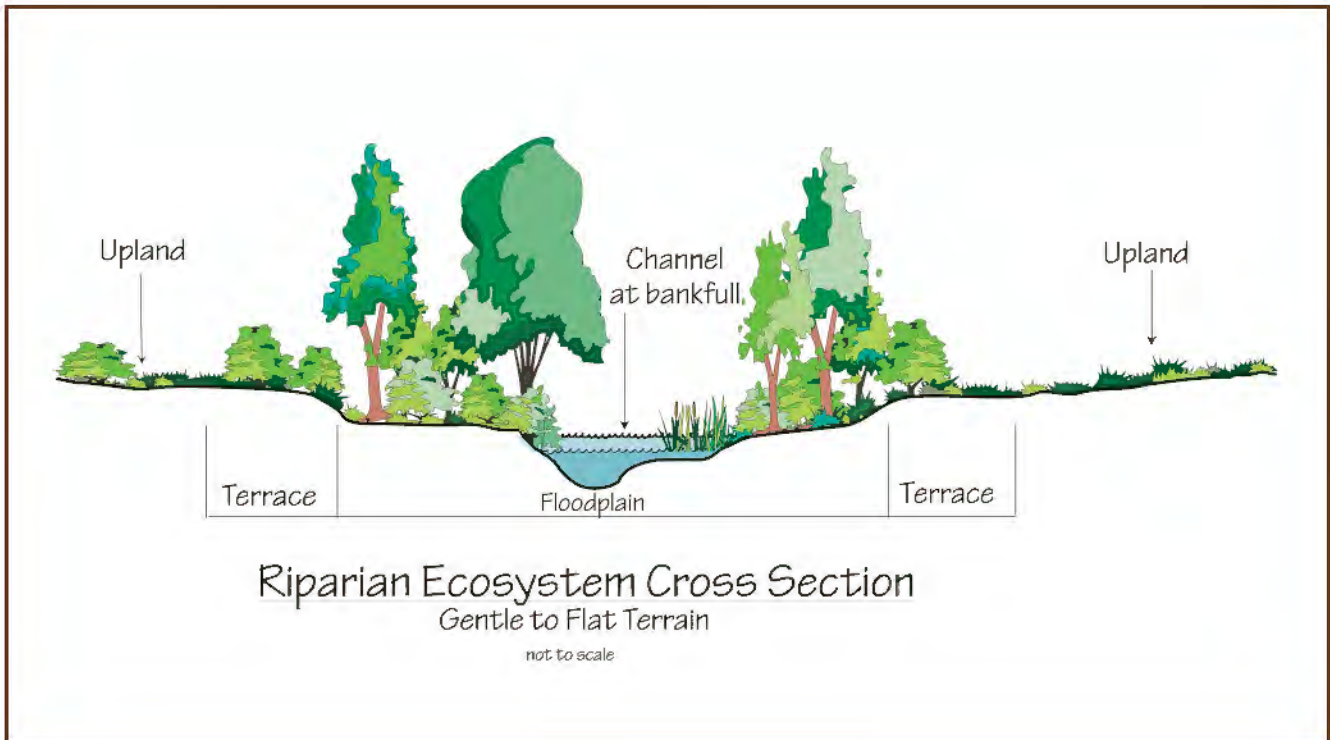 Upland
Channel
at bankfull
Upland
Terrace
Floodplain
Terrace
Riparian Ecosystem Cross Section
Gentle to Flat Terrain
not to scale